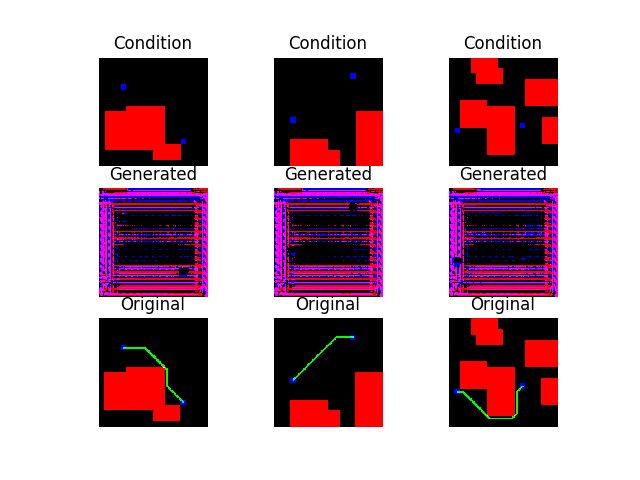 Condition
Condition
Condition
Generated
Generated
Generated
Original
Original
Original